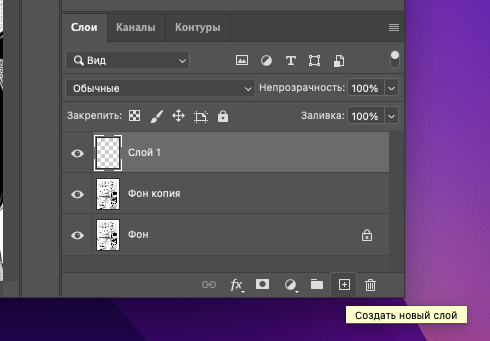 Слои Каналы Контуры
Вид T
Обычные Непрозрачность: 100%
Закрепить: Заливка: 100%
Слой 1
Фон копия
Фон
fx
Создать новый слой